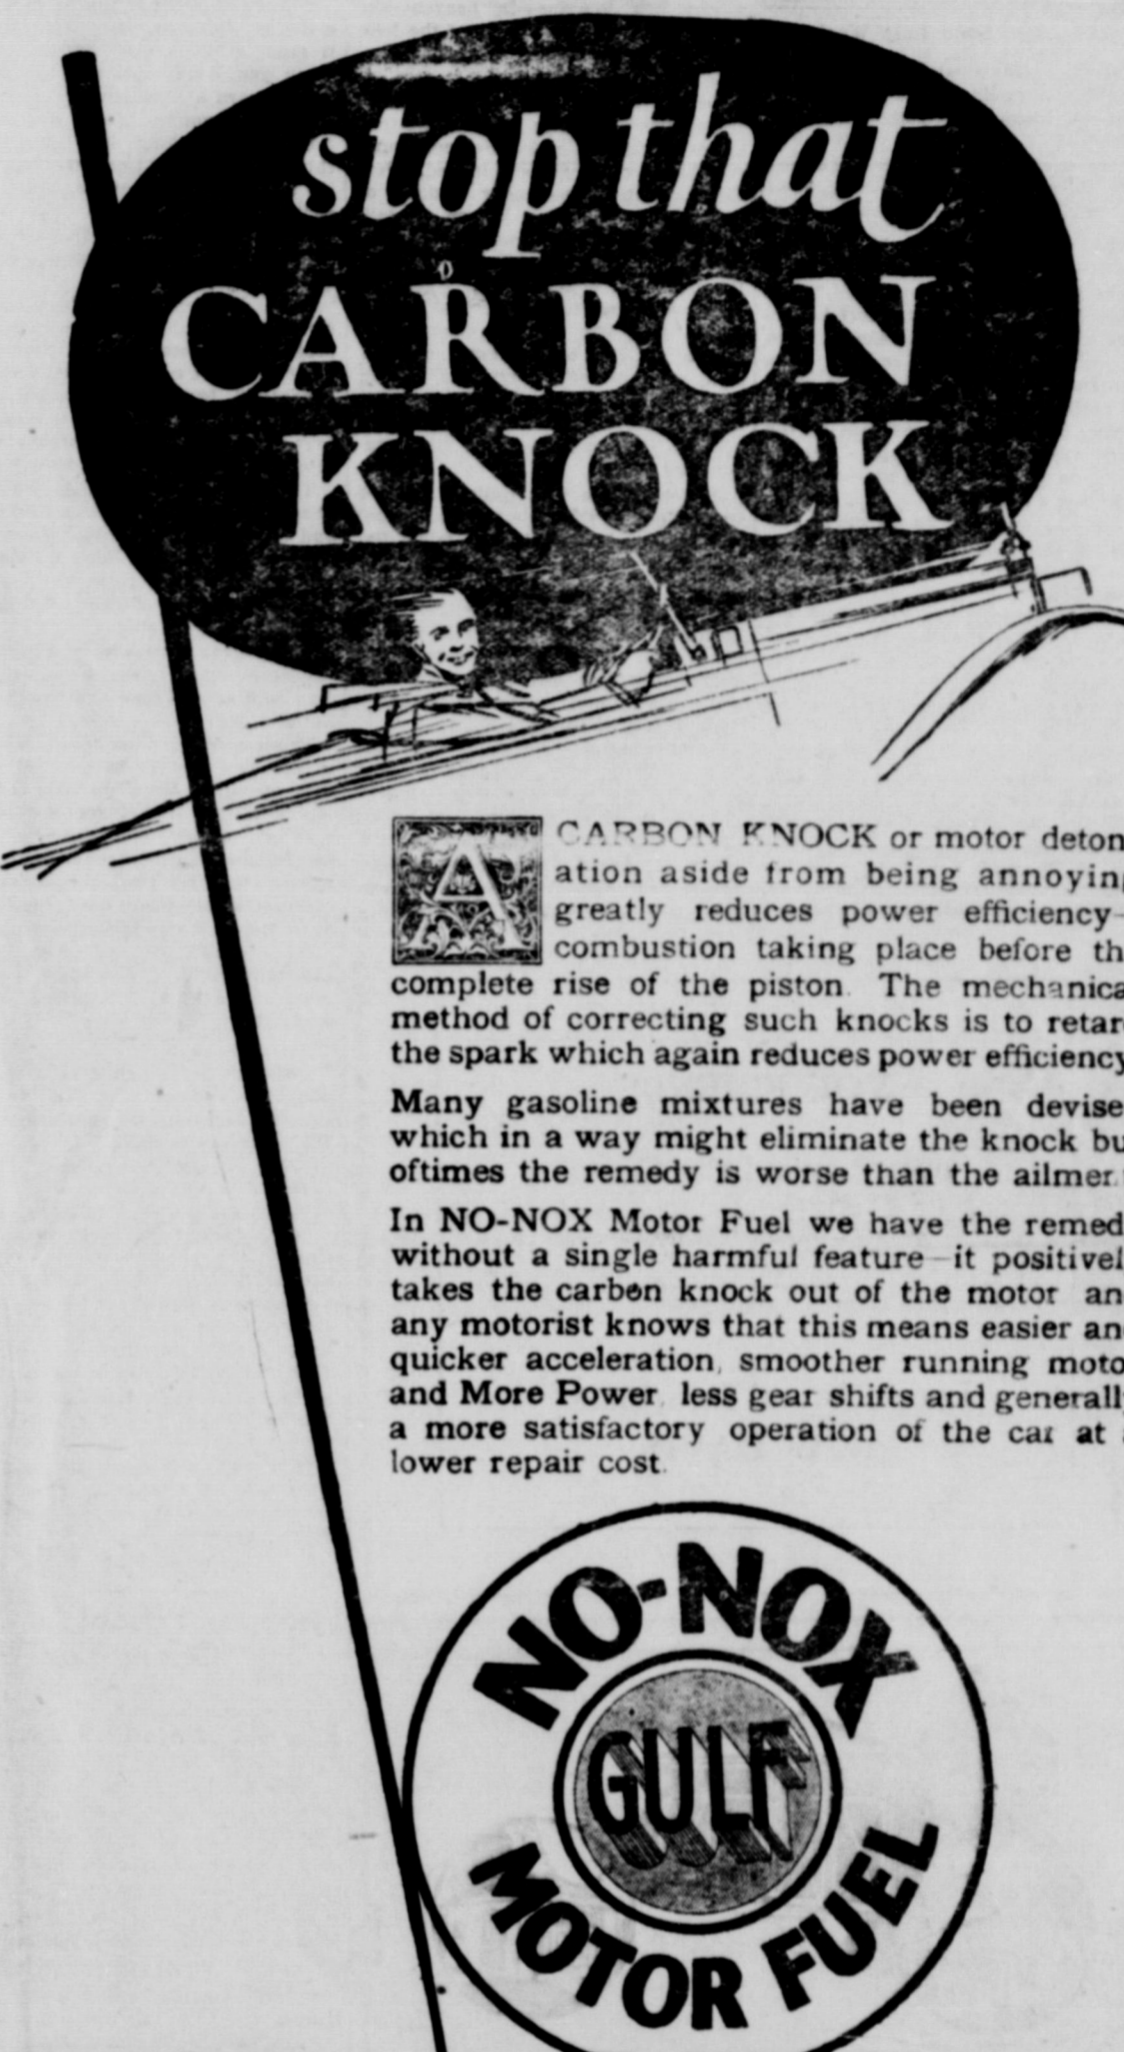 stop that
CARBON
KNOCK
A CARBON KNOCK or motor deton
ation aside from being annoying
greatly reduces power efficiency-
combustion taking place before th
complete rise of the piston. The mechanica
method of correcting such knocks is to retar
the spark which again reduces power efficiency
Many gasoline mixtures have been devise
which in a way might eliminate the knock bu
oftimes the remedy is worse than the ailment
In NO-NOX Motor Fuel we have the remed
without a single harmful feature—it positivel
takes the carbon knock out of the motor an
any motorist knows that this means easier an
quicker acceleration, smoother running moto
and More Power. less gear shifts and generally
a more satisfactory operation of the car at a
lower repair cost.
NO-NOX
GULF
MOTOR FUEL